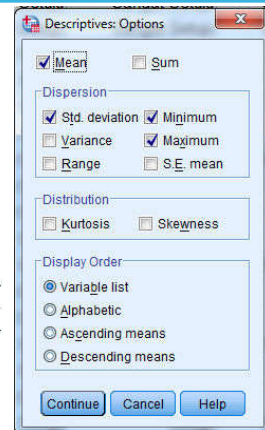 Descriptives: Options
Mean Sum
Dispersion
Std. deviation Minimum
Variance Maximum
Range S.E. mean
Distribution
Kurtosis Skewness
Display Order
Variable list
Alphabetic
Ascending means
Descending means
Continue Cancel Help